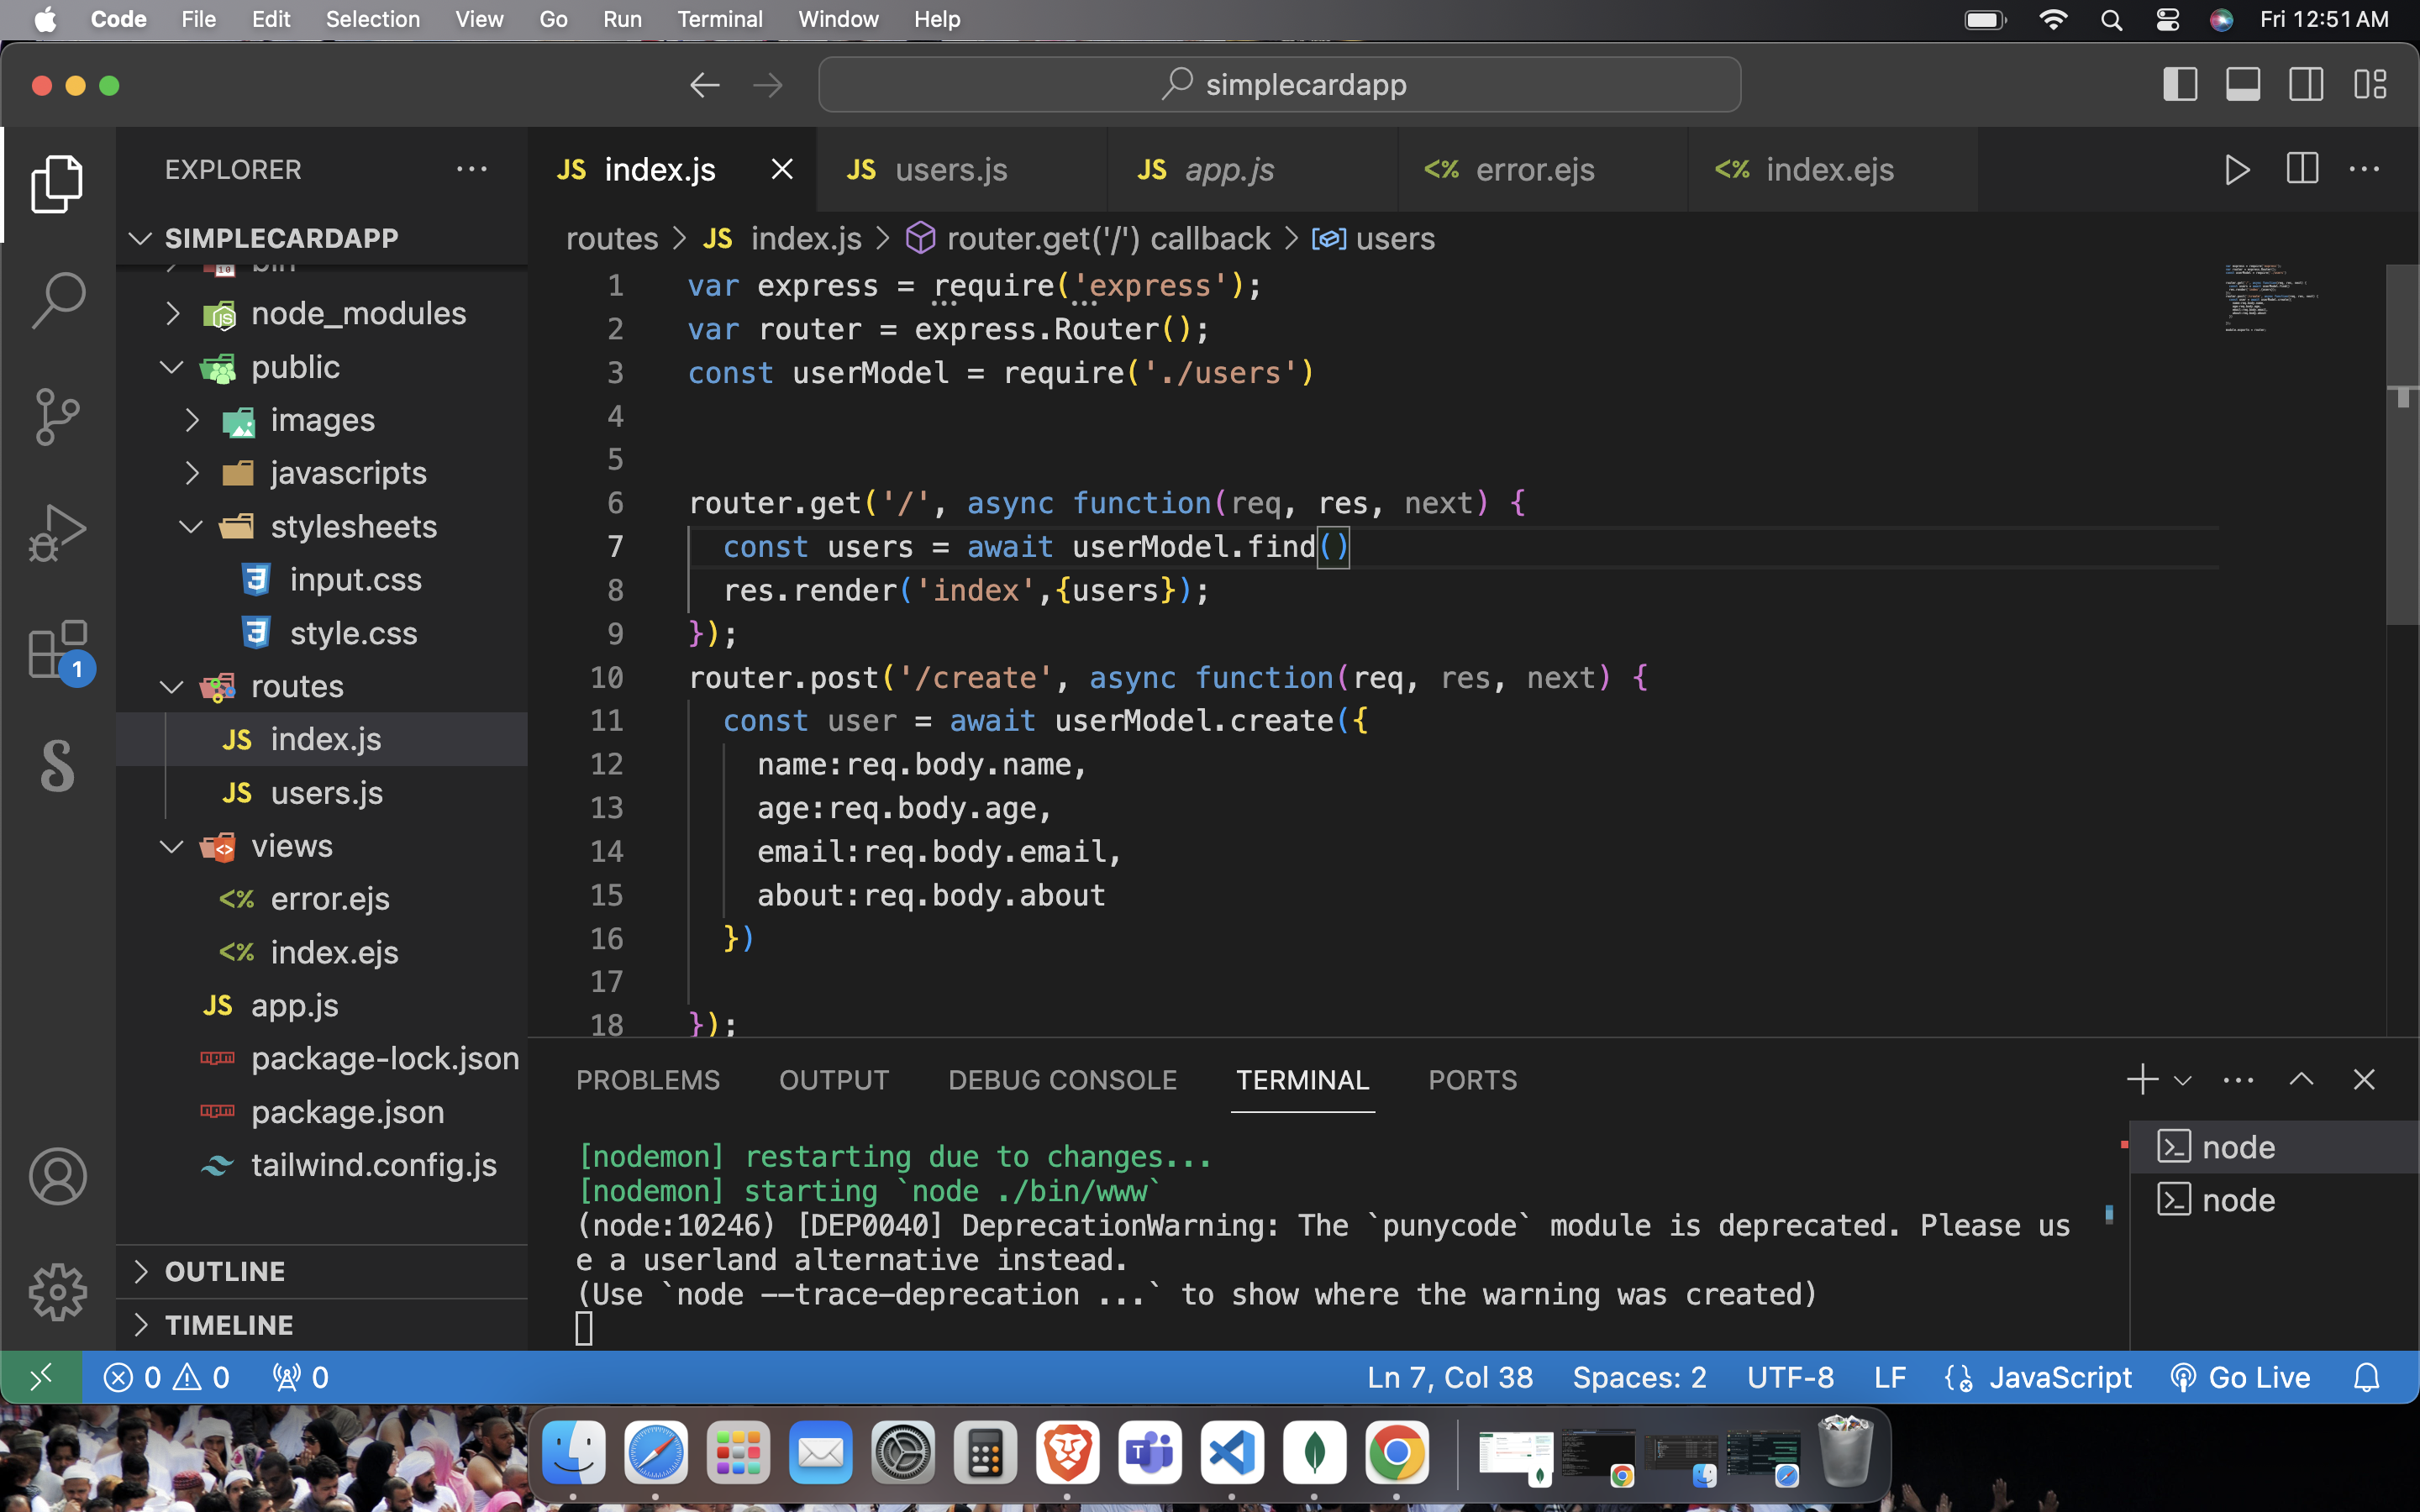 Code File Edit Selection View Go Run Terminal Window Help Fri 12:51 AM
simplecardapp
EXPLORER
SIMPLECARDAPP
bin
node_modules
public
images
javascripts
stylesheets
input.css
style.css
routes
JS index.js
JS users.js
views
<% error.ejs
<% index.ejs
JS app.js
package-lock.json
package.json
tailwind.config.js
OUTLINE
TIMELINE
1
JS index.js JS users.js JS app.js <% error.ejs <% index.ejs
routes > JS index.js > router.get('/') callback > users
1 var express = require('express');
2 var router = express.Router();
3 const userModel = require('./users')
4
5
6 router.get('/', async function(req, res, next) {
7 const users = await userModel.find()
8 res.render('index',{users});
9 });
10 router.post('/create', async function(req, res, next) {
11 const user = await userModel.create({
12 name:req.body.name,
13 age:req.body.age,
14 email:req.body.email,
15 about:req.body.about
16 })
17
18 });
PROBLEMS OUTPUT DEBUG CONSOLE TERMINAL PORTS
[nodemon] restarting due to changes...
[nodemon] starting `node ./bin/www`
(node:10246) [DEP0040] DeprecationWarning: The `punycode` module is deprecated. Please us
e a userland alternative instead.
(Use `node --trace-deprecation ...` to show where the warning was created)
node
node
0 0 0 Ln 7, Col 38 Spaces: 2 UTF-8 LF JavaScript Go Live